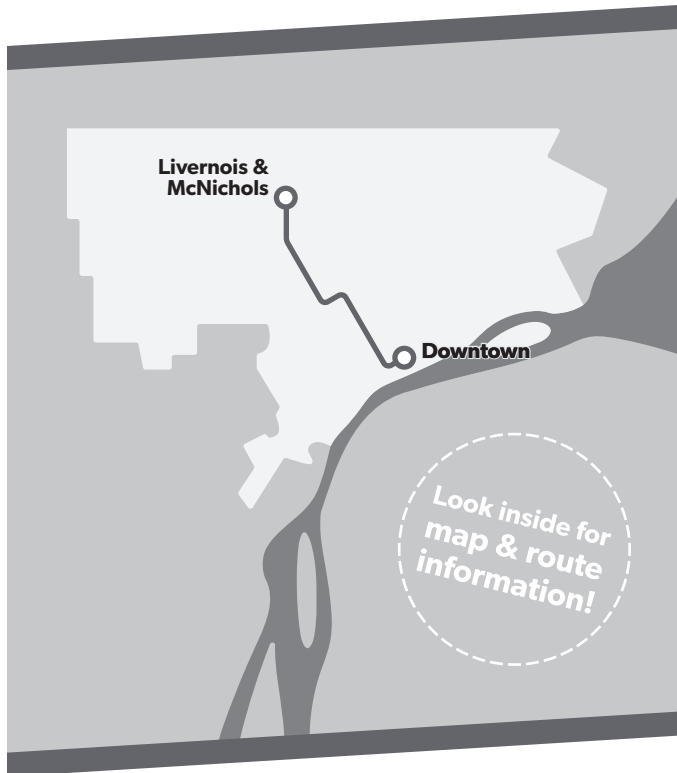 Livernois &
McNichols
Downtown
Look inside for
map & route
information!